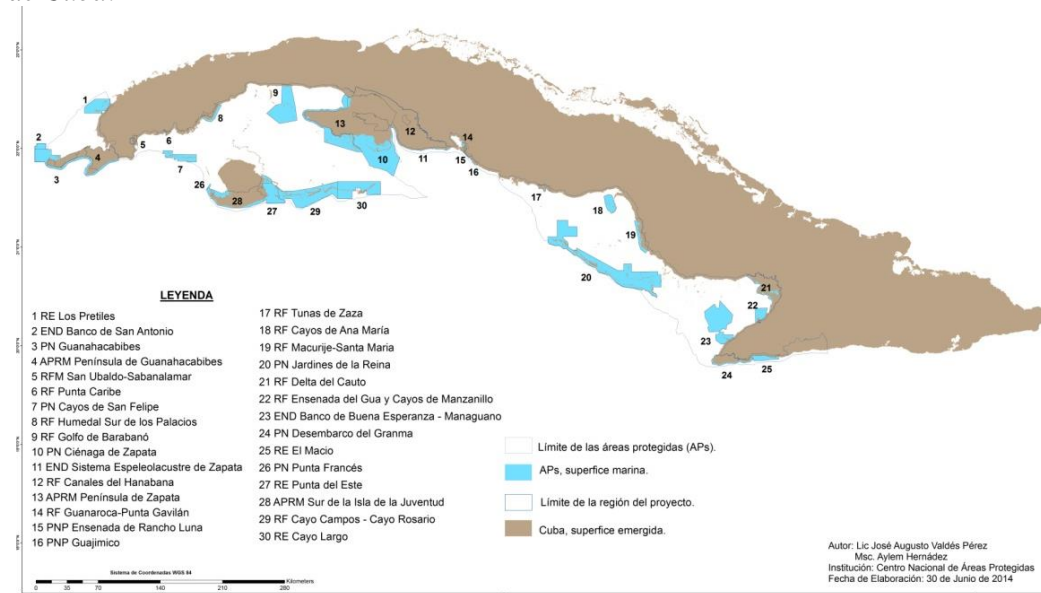 1
2
3
4
5
6
7
8
9
10
11
12
13
14
15
16
17
18
19
20
21
22
23
24
25
26
27
28
29
30
LEYENDA
1 RE Los Pretiles
2 END Banco de San Antonio
3 PN Guanahacabibes
4 APRM Península de Guanahacabibes
5 RFM San Ubaldo-Sabanalamar
6 RF Punta Caribe
7 PN Cayos de San Felipe
8 RF Humedal Sur de los Palacios
9 RF Golfo de Barabanó
10 PN Ciénaga de Zapata
11 END Sistema Espeleolacustre de Zapata
12 RF Canales del Hanabana
13 APRM Península de Zapata
14 RF Guanaroca-Punta Gavilán
15 PNP Ensenada de Rancho Luna
16 PNP Guajimico
17 RF Tunas de Zaza
18 RF Cayos de Ana María
19 RF Macurije-Santa Maria
20 PN Jardines de la Reina
21 RF Delta del Cauto
22 RF Ensenada del Gua y Cayos de Manzanillo
23 END Banco de Buena Esperanza - Managuano
24 PN Desembarco del Granma
25 RE El Macio
26 PN Punta Francés
27 RE Punta del Este
28 APRM Sur de la Isla de la Juventud
29 RF Cayo Campos - Cayo Rosario
30 RE Cayo Largo
Límite de las áreas protegidas (APs).
APs, superfice marina.
Límite de la región del proyecto.
Cuba, superfice emergida.
Autor: Lic José Augusto Valdés Pérez
Msc. Aylem Hernádez
Institución: Centro Nacional de Áreas Protegidas
Fecha de Elaboración: 30 de Junio de 2014
Sistema de Coordenadas WGS 84
0 35 70 140 210 280 Kilometers